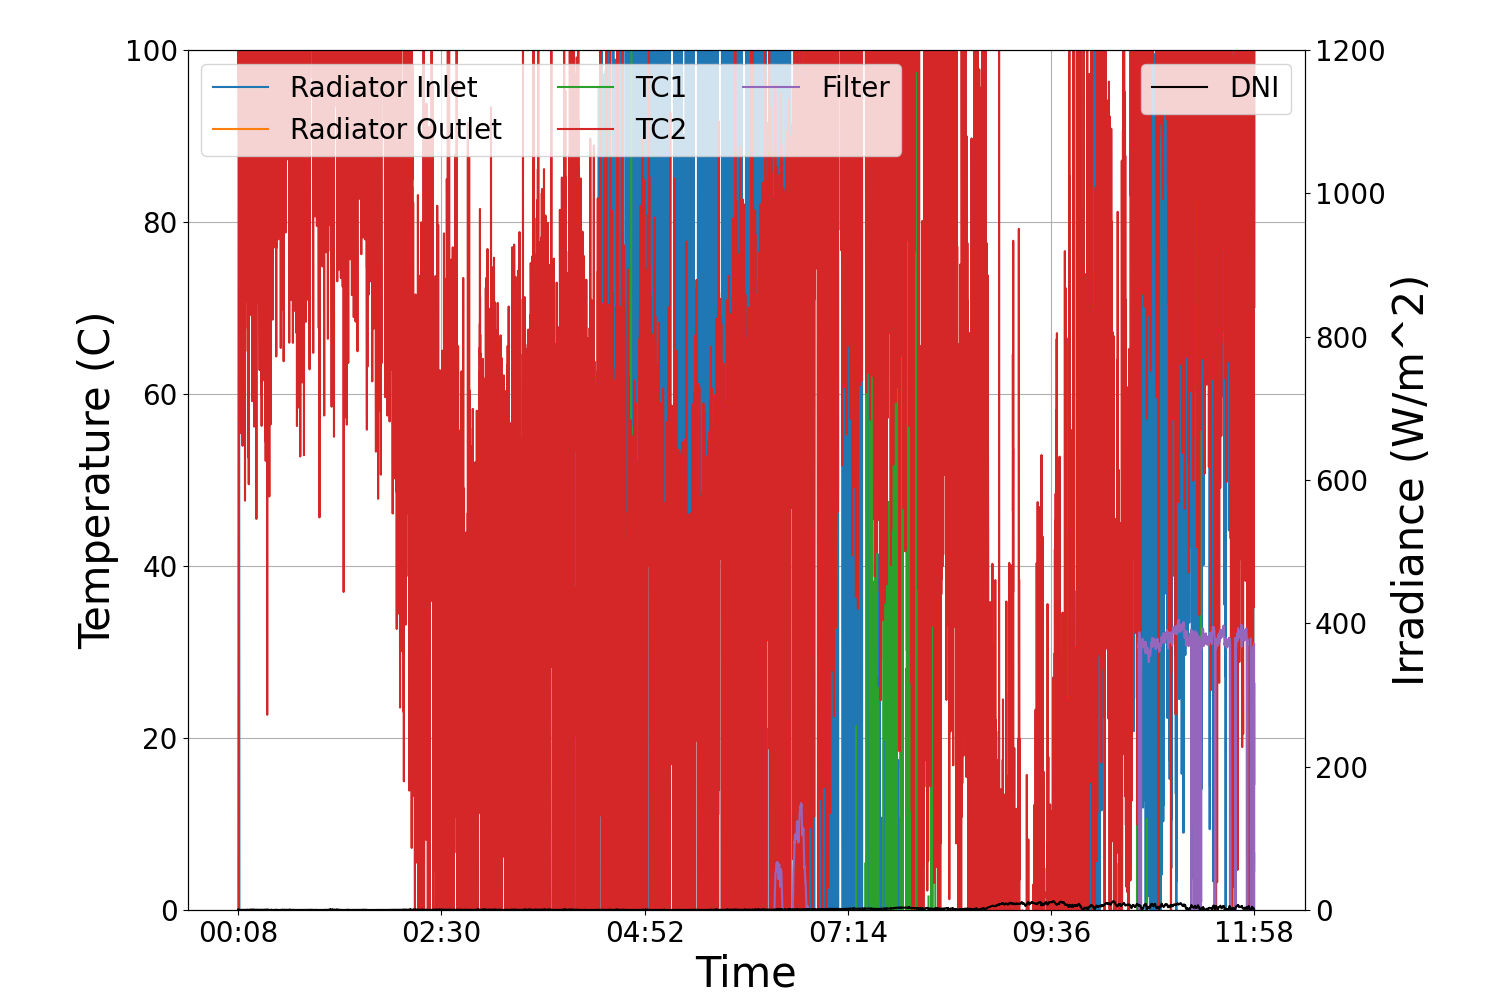 Radiator Inlet
Radiator Outlet
TC1
TC2
Filter
DNI
100
80
60
40
20
0
Temperature (C)
1200
1000
800
600
400
200
0
Irradiance (W/m^2)
00:08 02:30 04:52 07:14 09:36 11:58
Time